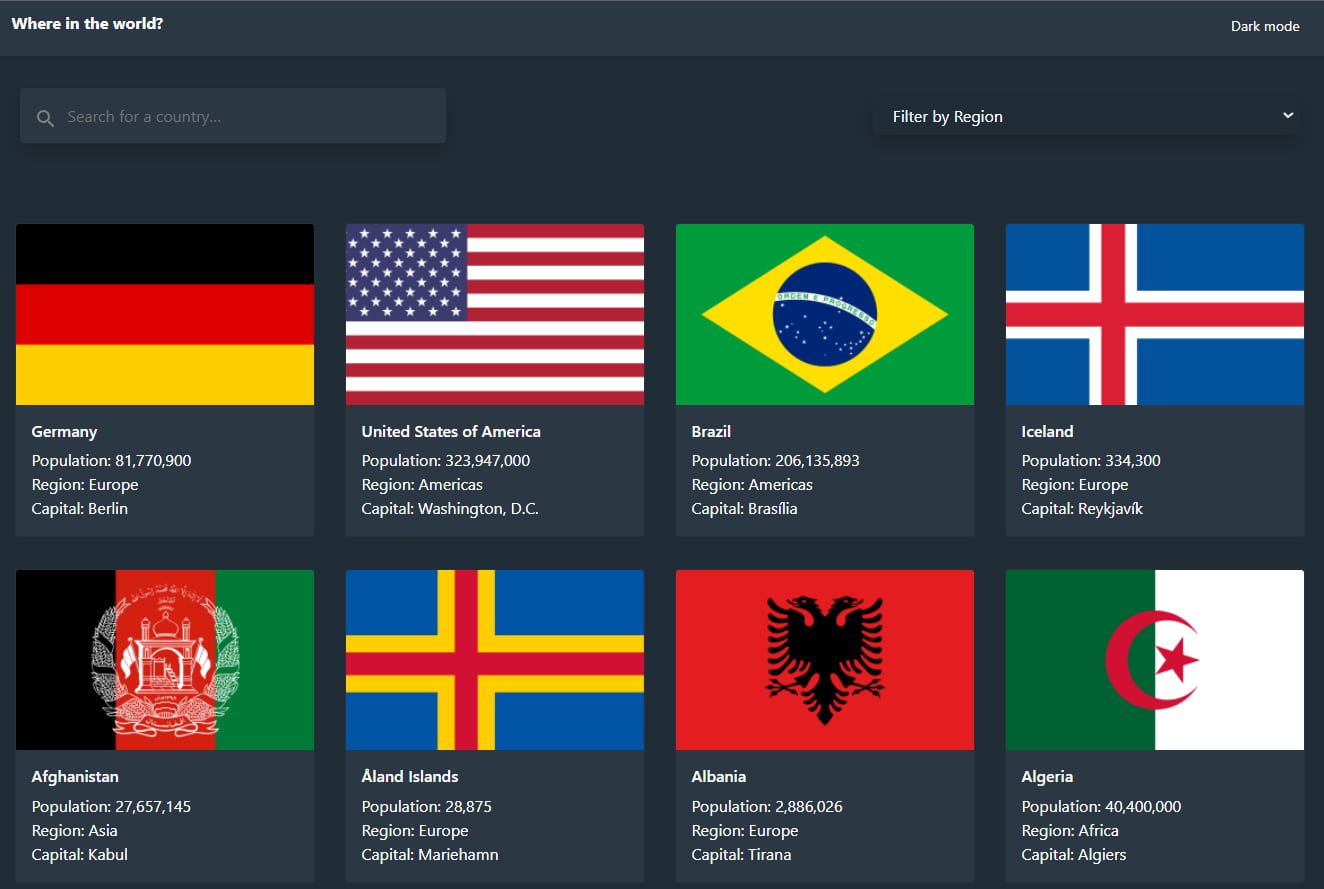 Where in the world?
Dark mode
Search for a country...
Filter by Region
ORDEM E PROGRESSO
Germany
Population: 81,770,900
Region: Europe
Capital: Berlin
United States of America
Population: 323,947,000
Region: Americas
Capital: Washington, D.C.
Brazil
Population: 206,135,893
Region: Americas
Capital: Brasília
Iceland
Population: 334,300
Region: Europe
Capital: Reykjavík
Afghanistan
Population: 27,657,145
Region: Asia
Capital: Kabul
Åland Islands
Population: 28,875
Region: Europe
Capital: Mariehamn
Albania
Population: 2,886,026
Region: Europe
Capital: Tirana
Algeria
Population: 40,400,000
Region: Africa
Capital: Algiers